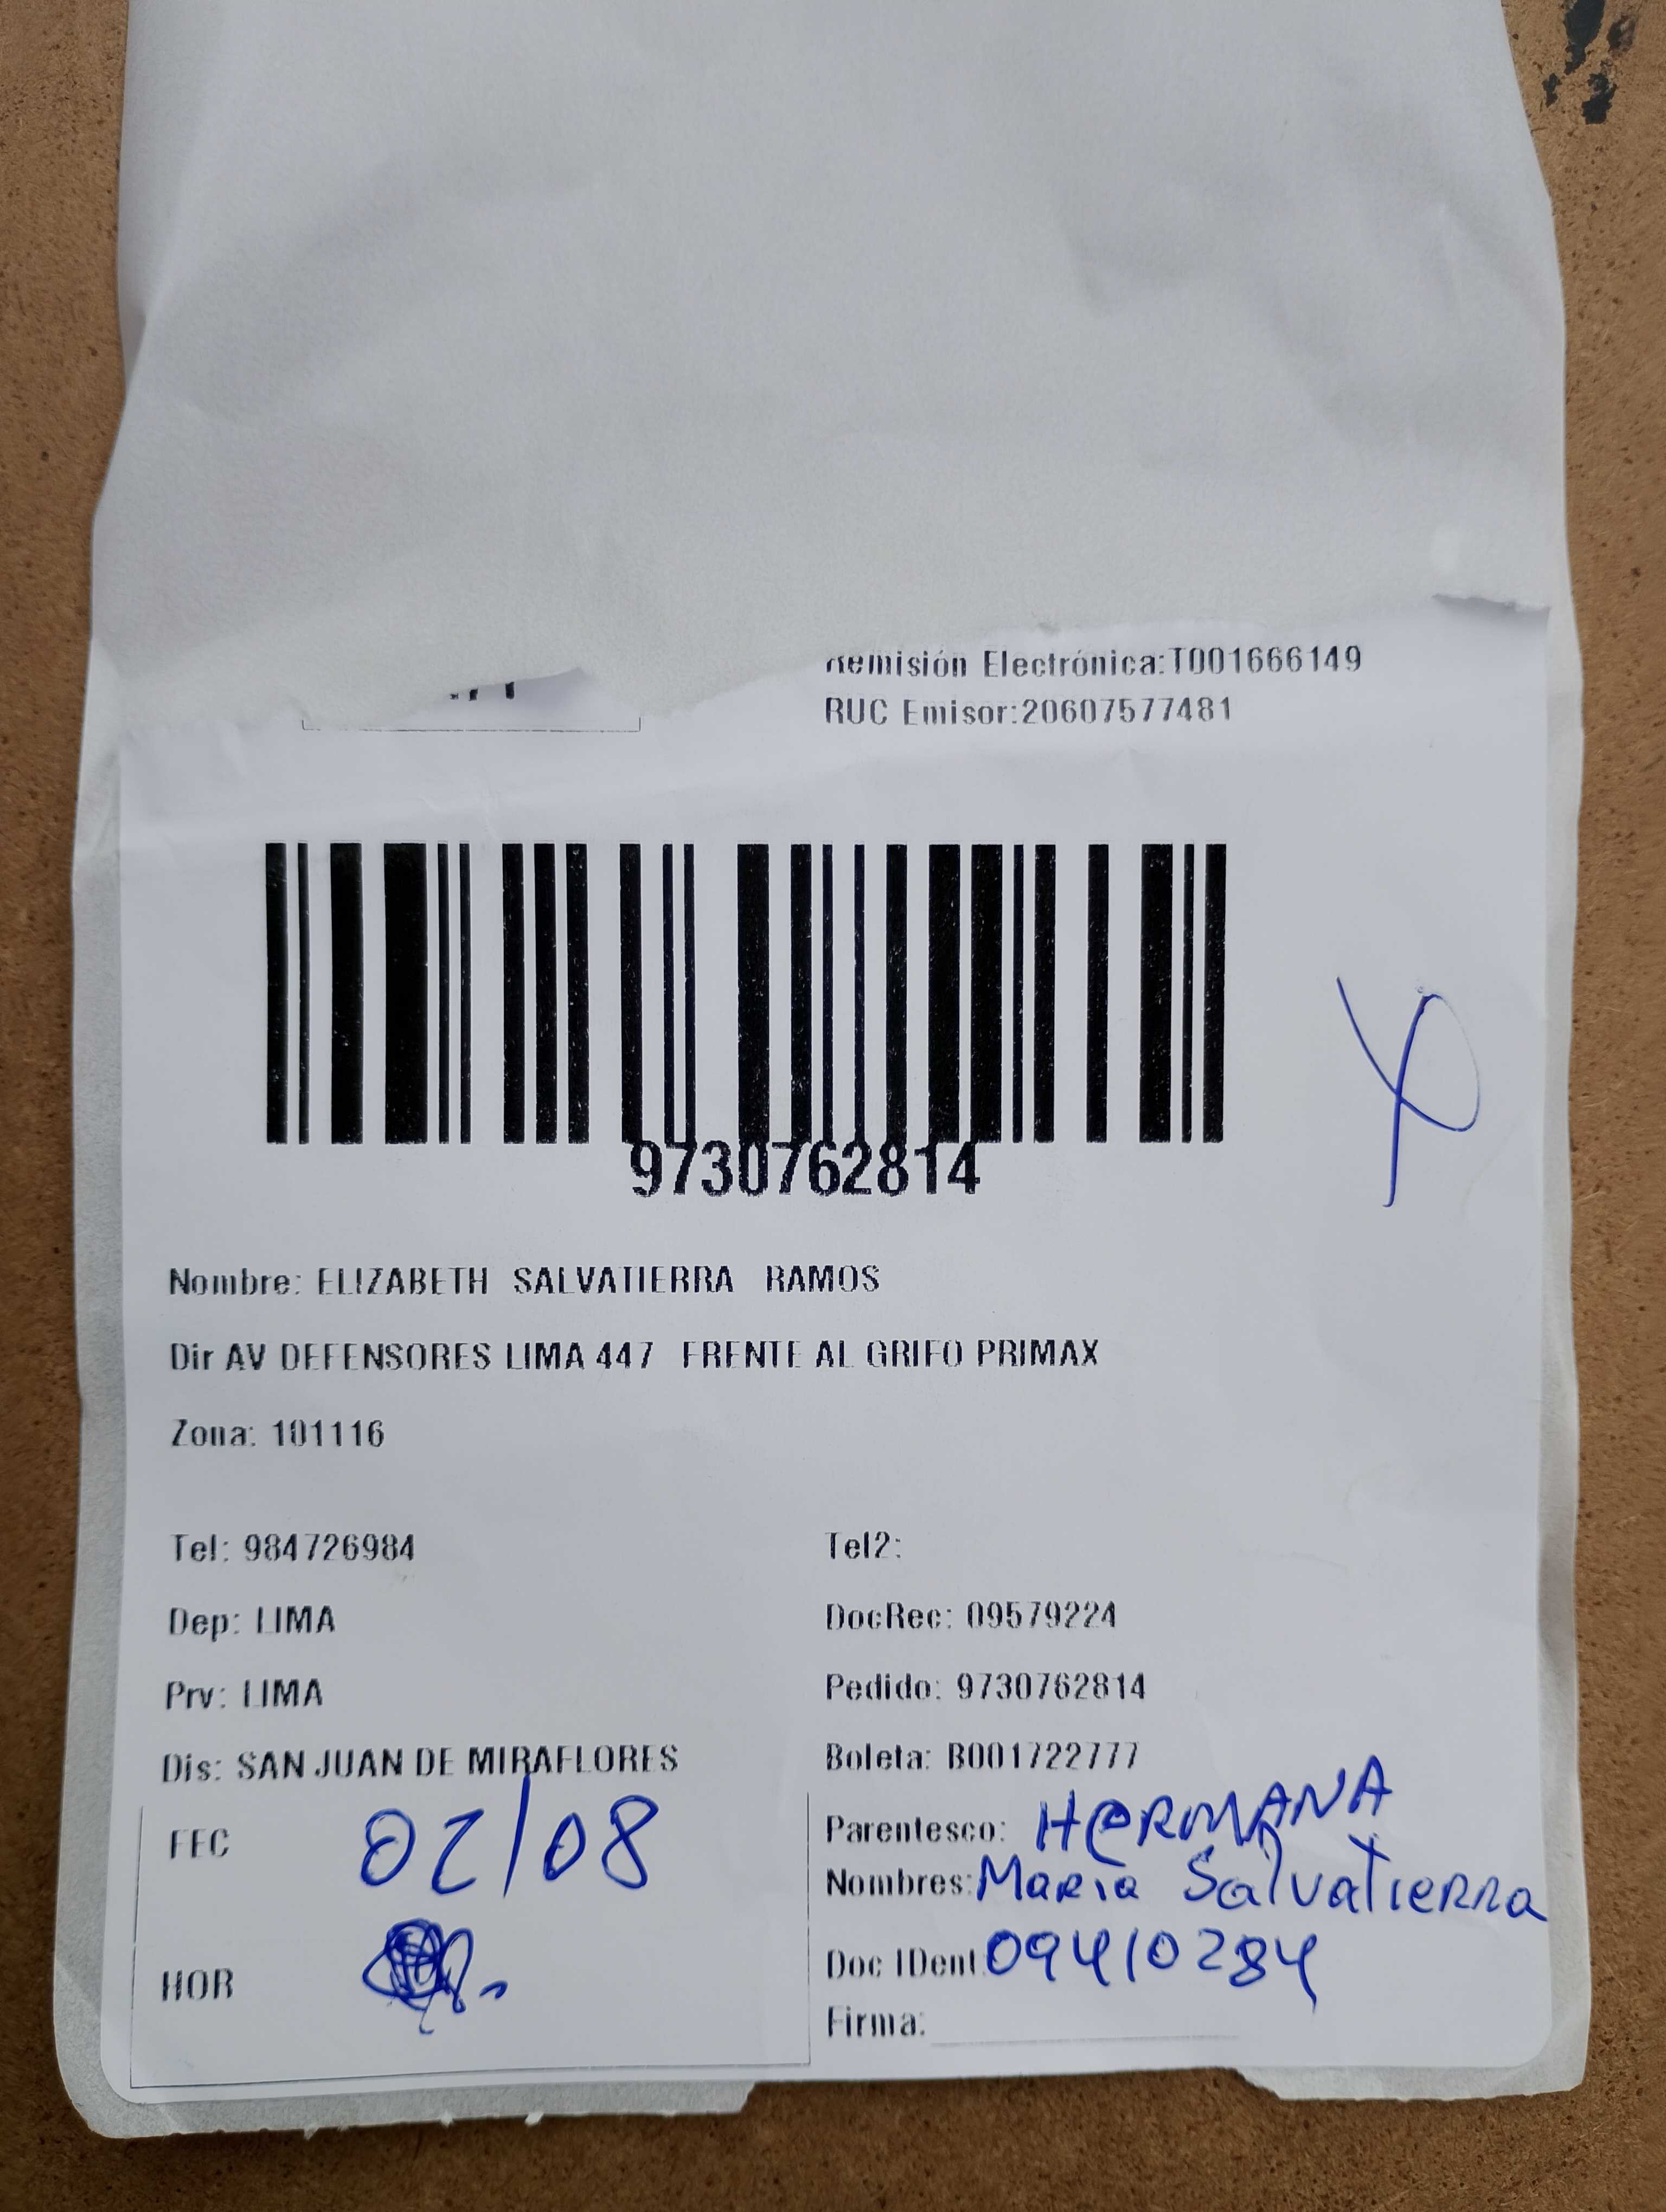 Remisión Electrónica:T001666149
RUC Emisor:20607577481
9730762814
Nombre: ELIZABETH SALVATIERRA RAMOS
Dir AV DEFENSORES LIMA 447 FRENTE AL GRIFO PRIMAX
Zona: 101116
Tel: 984726984 Tel2:
Dep: LIMA DocRec: 09579224
Prv: LIMA Pedido: 9730762814
Dis: SAN JUAN DE MIRAFLORES Boleta: B001722777
FEC 02/08 Parentesco: HERMANA
Nombres: Maria Salvatierra
HOR Doc IDent 09410284
Firma: